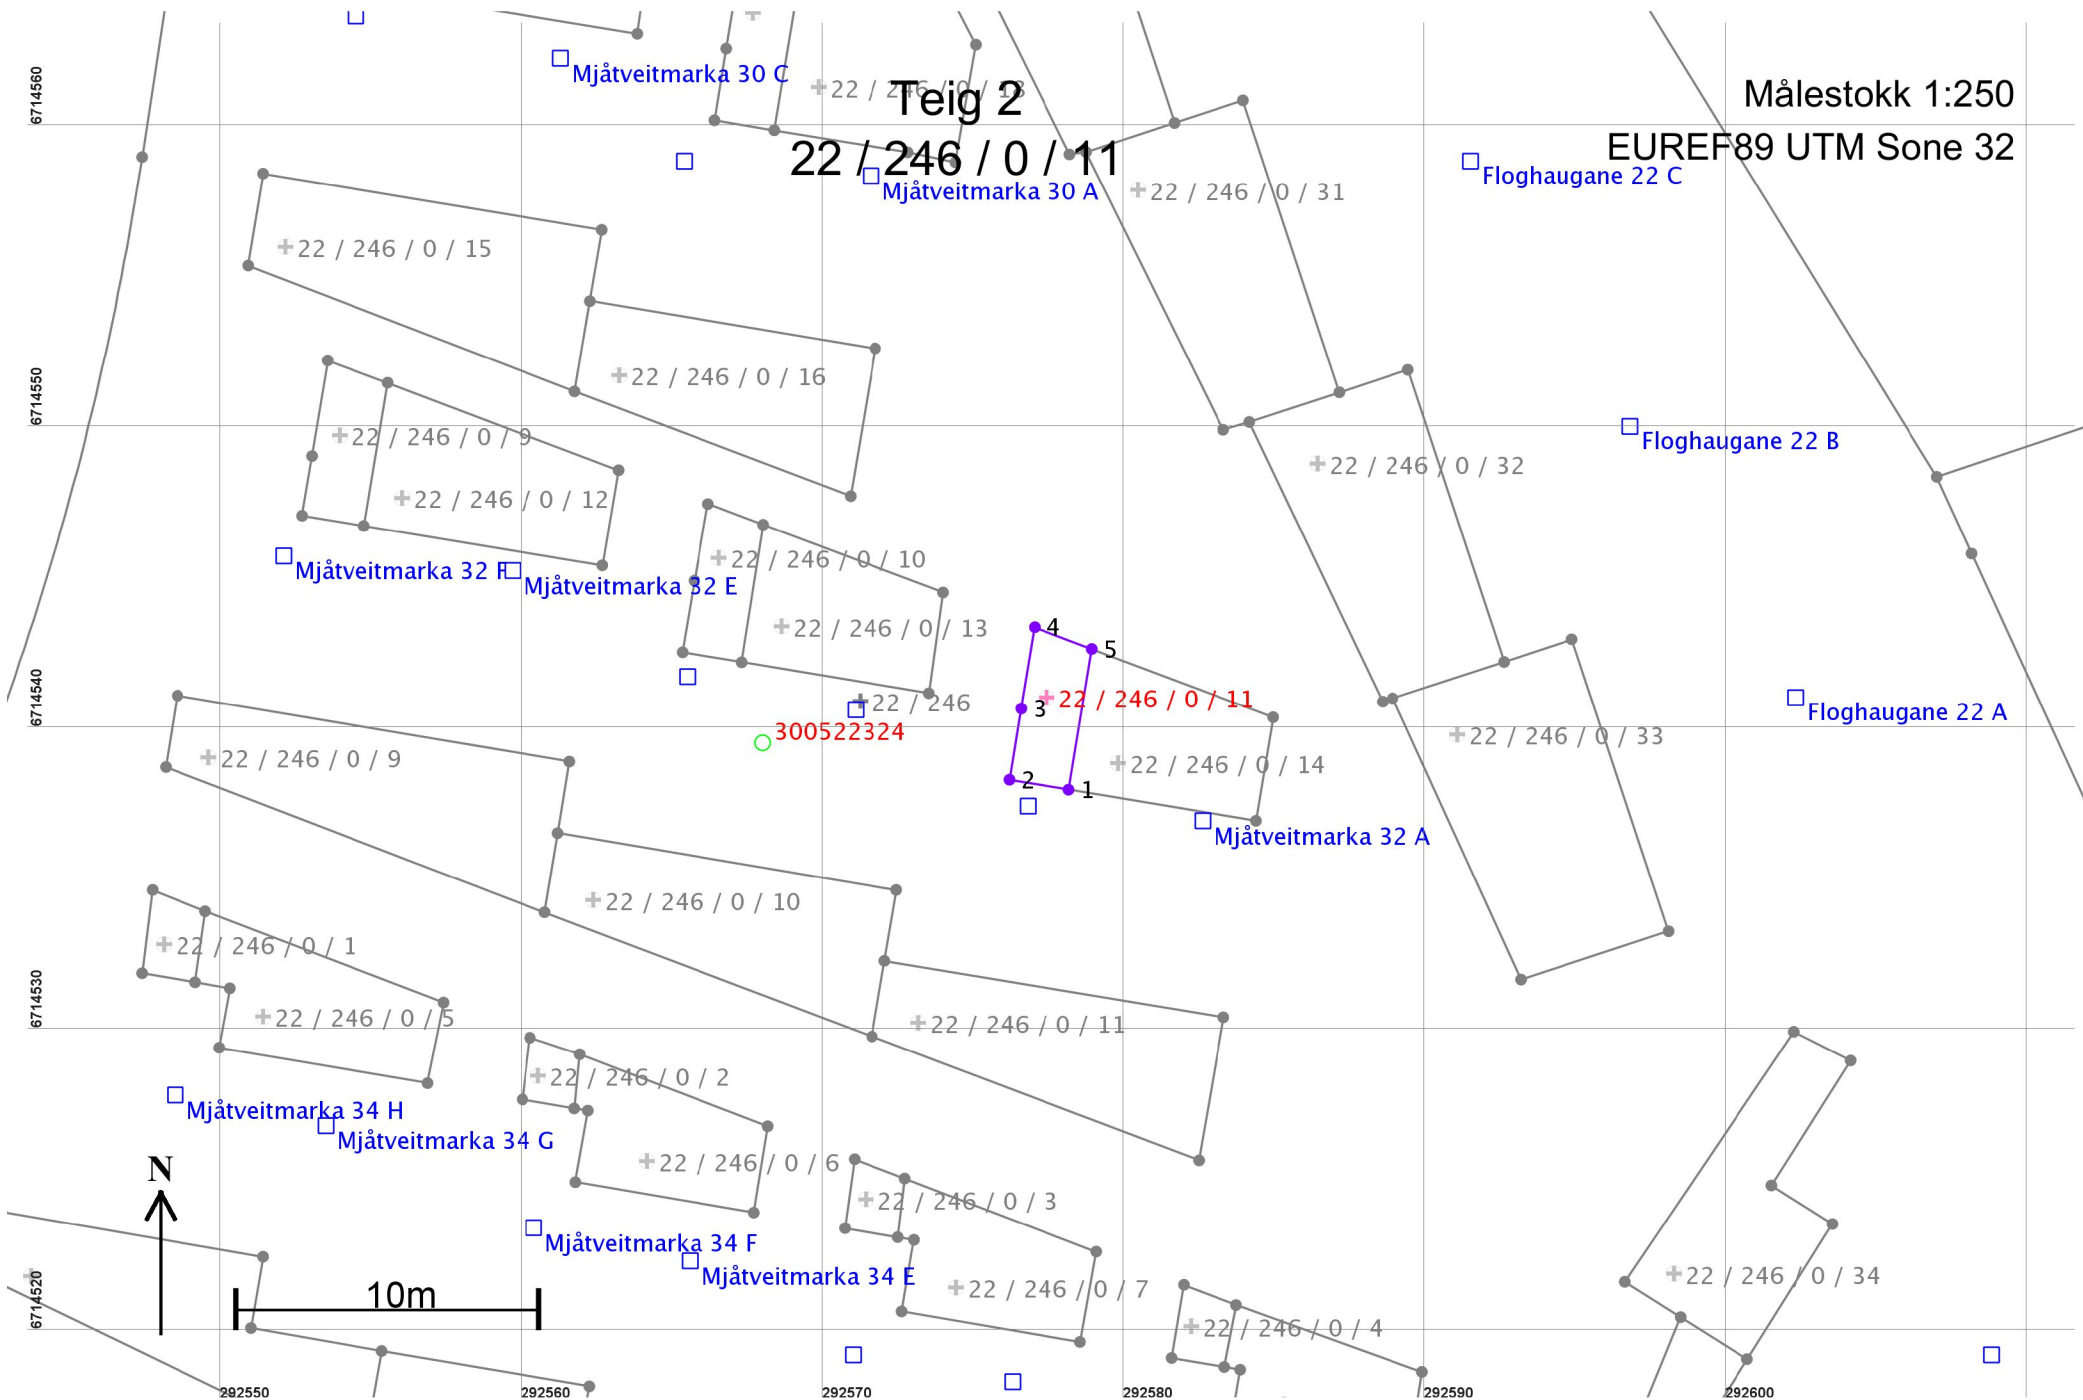 Mjåtveitmarka 30 C
22 / 246 / 0 / 18
Teig 2
22 / 246 / 0 / 11
Målestokk 1:250
EUREF89 UTM Sone 32
6714560
Mjåtveitmarka 30 A
22 / 246 / 0 / 31
Floghaugane 22 C
22 / 246 / 0 / 15
22 / 246 / 0 / 16
6714550
22 / 246 / 0 / 9
22 / 246 / 0 / 32
Floghaugane 22 B
22 / 246 / 0 / 12
22 / 246 / 0 / 10
Mjåtveitmarka 32 F
Mjåtveitmarka 32 E
22 / 246 / 0 / 13
4
5
22 / 246
22 / 246 / 0 / 11
3
Floghaugane 22 A
6714540
300522324
22 / 246 / 0 / 33
22 / 246 / 0 / 9
22 / 246 / 0 / 14
2
1
Mjåtveitmarka 32 A
22 / 246 / 0 / 10
22 / 246 / 0 / 1
22 / 246 / 0 / 5
22 / 246 / 0 / 11
6714530
22 / 246 / 0 / 2
Mjåtveitmarka 34 H
Mjåtveitmarka 34 G
22 / 246 / 0 / 6
N
22 / 246 / 0 / 3
Mjåtveitmarka 34 F
Mjåtveitmarka 34 E
22 / 246 / 0 / 7
22 / 246 / 0 / 34
10m
6714520
22 / 246 / 0 / 4
292550
292560
292570
292580
292590
292600